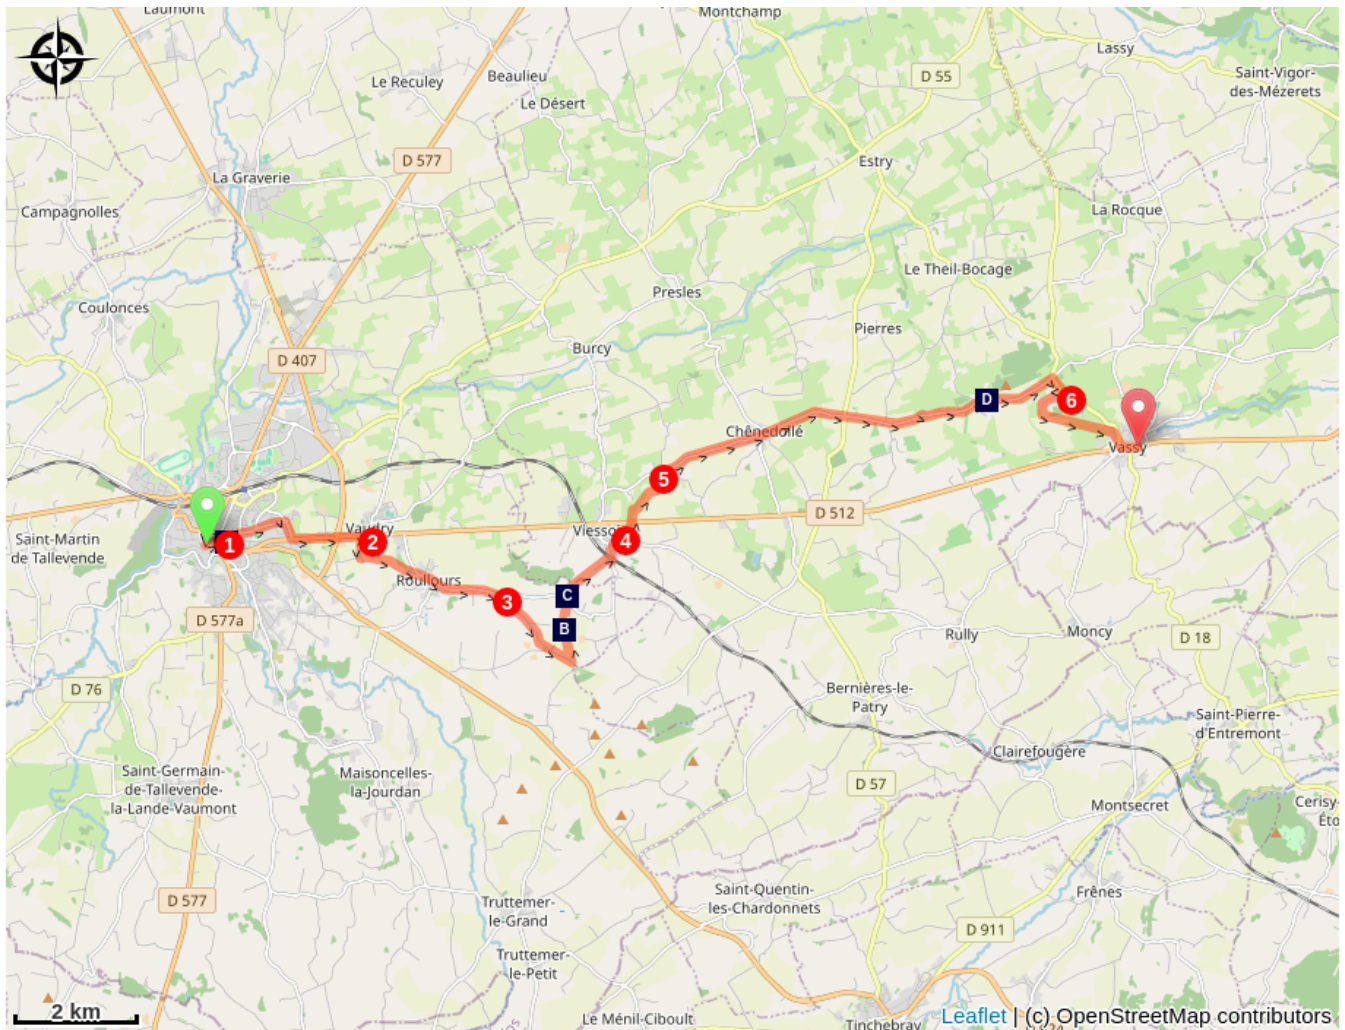 Laumont
Montchamp
Lassy
Le Reculey
Beaulieu
D 55
Saint-Vigor-
des-Mézerets
Le Désert
D 577
Estry
La Graverie
Campagnolles
La Rocque
Le Theil-Bocage
Presles
Coulonces
Pierres
Burcy
D 407
D
6
Chênedollé
Vassy
5
D 512
Saint-Martin
de Tallevende
1
Vaudry
2
Viessoix
4
Roullours
C
3
D 577a
B
Rully
Moncy
D 18
D 76
Bernières-le-
Patry
Saint-Pierre-
d'Entremont
Clairefougère
Saint-Germain-
de-Tallevende-
la-Lande-Vaumont
Maisoncelles-
la-Jourdan
D 57
Montsecret
Cerisy-
D 577
Truttemer-
le-Grand
Saint-Quentin-
les-Chardonnets
Frênes
D 911
Truttemer-
le-Petit
2 km
Le Ménil-Ciboult
Tinchebray
Leaflet | (c) OpenStreetMap contributors